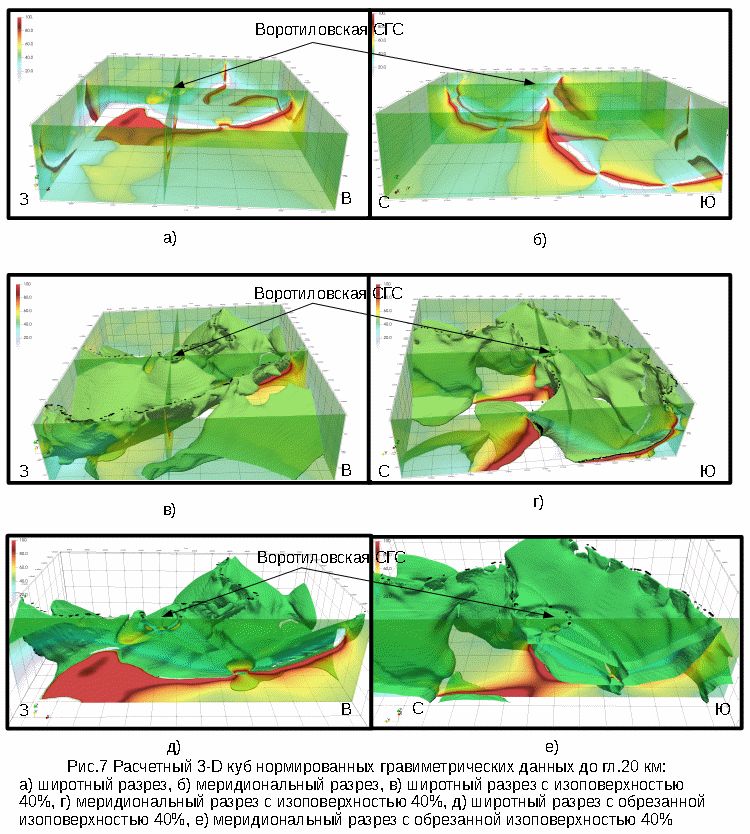 Воротиловская СГС
З
В
С
Ю
а)
б)
Воротиловская СГС
З
В
С
Ю
в)
г)
Воротиловская СГС
З
В
С
Ю
д)
е)
Рис.7 Расчетный 3-D куб нормированных гравиметрических данных до гл.20 км:
а) широтный разрез, б) меридиональный разрез, в) широтный разрез с изоповерхностью
40%, г) меридиональный разрез с изоповерхностью 40%, д) широтный разрез с обрезанной
изоповерхностью 40%, е) меридиональный разрез с обрезанной изоповерхностью 40%